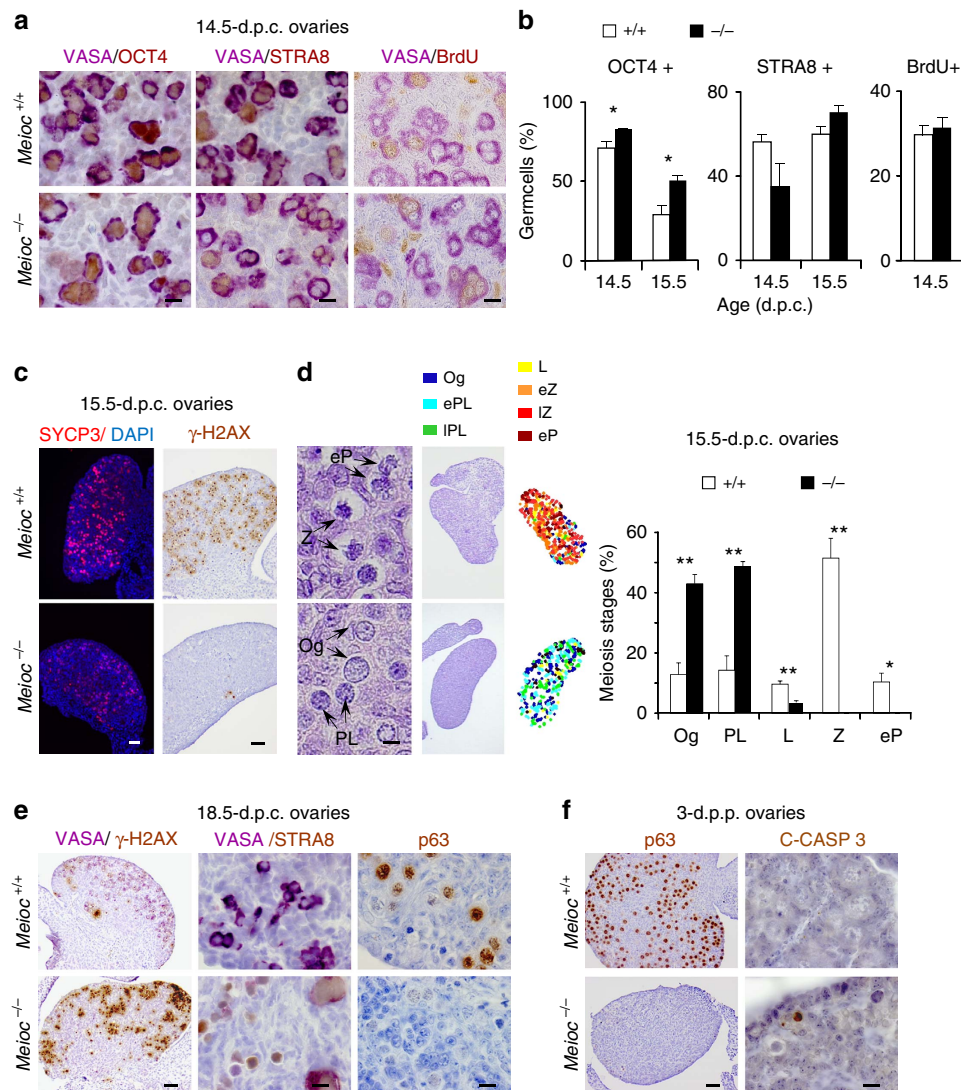 a
14.5-d.p.c. ovaries
VASA/OCT4
VASA/STRA8
VASA/BrdU
Meioc +/+
Meioc −/−
b
+/+
−/−
OCT4 +
STRA8 +
BrdU+
Germcells (%)
100
50
0
*
*
14.5
15.5
60
40
20
0
14.5
15.5
40
20
0
14.5
Age (d.p.c.)
c
15.5-d.p.c. ovaries
SYCP3/ DAPI
γ-H2AX
Meioc +/+
Meioc −/−
d
Og
ePL
lPL
L
eZ
lZ
eP
eP
Z
Og
PL
15.5-d.p.c. ovaries
+/+
−/−
Meiosis stages (%)
60
40
20
0
**
**
**
**
*
Og
PL
L
Z
eP
e
18.5-d.p.c. ovaries
VASA/ γ-H2AX
VASA /STRA8
p63
Meioc +/+
Meioc −/−
f
3-d.p.p. ovaries
p63
C-CASP 3
Meioc +/+
Meioc −/−